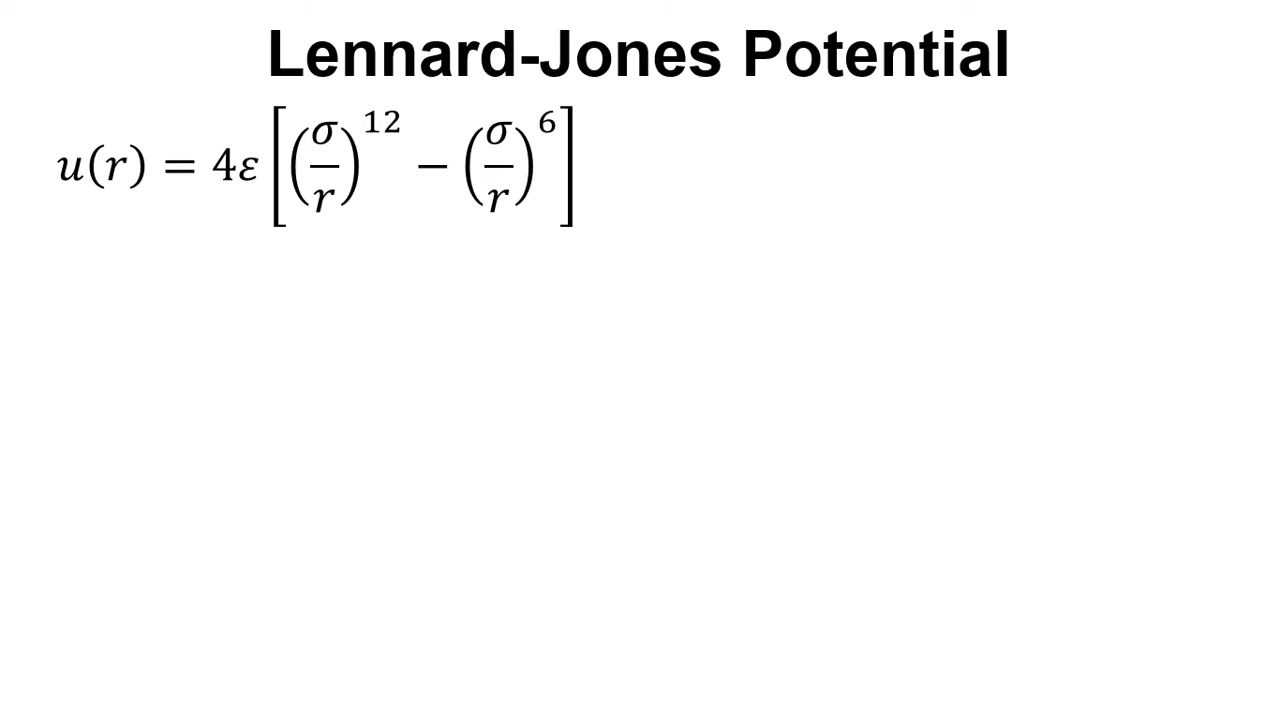 Lennard-Jones Potential
u(r) = 4ε[(σ/r)^12 − (σ/r)^6]